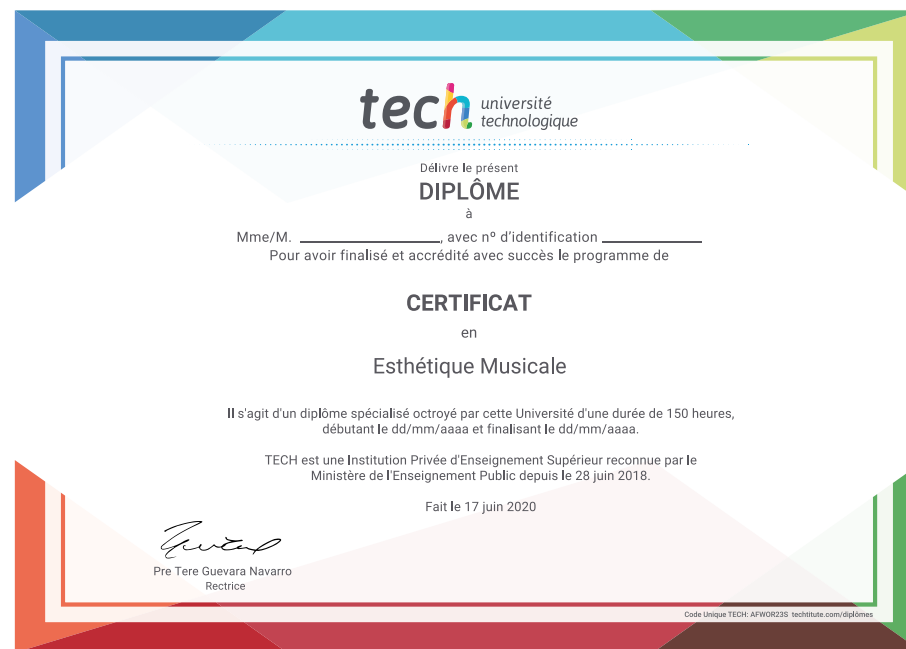 tech université
technologique
Délivre le présent
DIPLÔME
à
Mme/M. ____________________, avec nº d'identification ______________
Pour avoir finalisé et accrédité avec succès le programme de
CERTIFICAT
en
Esthétique Musicale
Il s'agit d'un diplôme spécialisé octroyé par cette Université d'une durée de 150 heures,
débutant le dd/mm/aaaa et finalisant le dd/mm/aaaa.
TECH est une Institution Privée d'Enseignement Supérieur reconnue par le
Ministère de l'Enseignement Public depuis le 28 juin 2018.
Fait le 17 juin 2020
Pre Tere Guevara Navarro
Rectrice
Code Unique TECH: AFWOR23S techtitute.com/diplômes